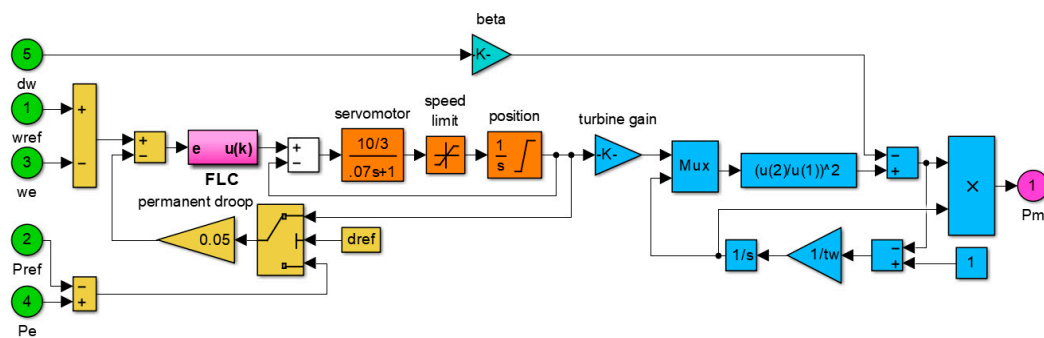 beta
5
-K-
dw
1
wref
3
we
+
−
+
−
e u(k)
FLC
+
−
servomotor
10/3
.07s+1
speed
limit
position
1
s
turbine gain
-K-
Mux
(u(2)/u(1))^2
−
+
×
1
Pm
permanent droop
0.05
dref
2
Pref
4
Pe
−
+
1/s
1/tw
−
+
1